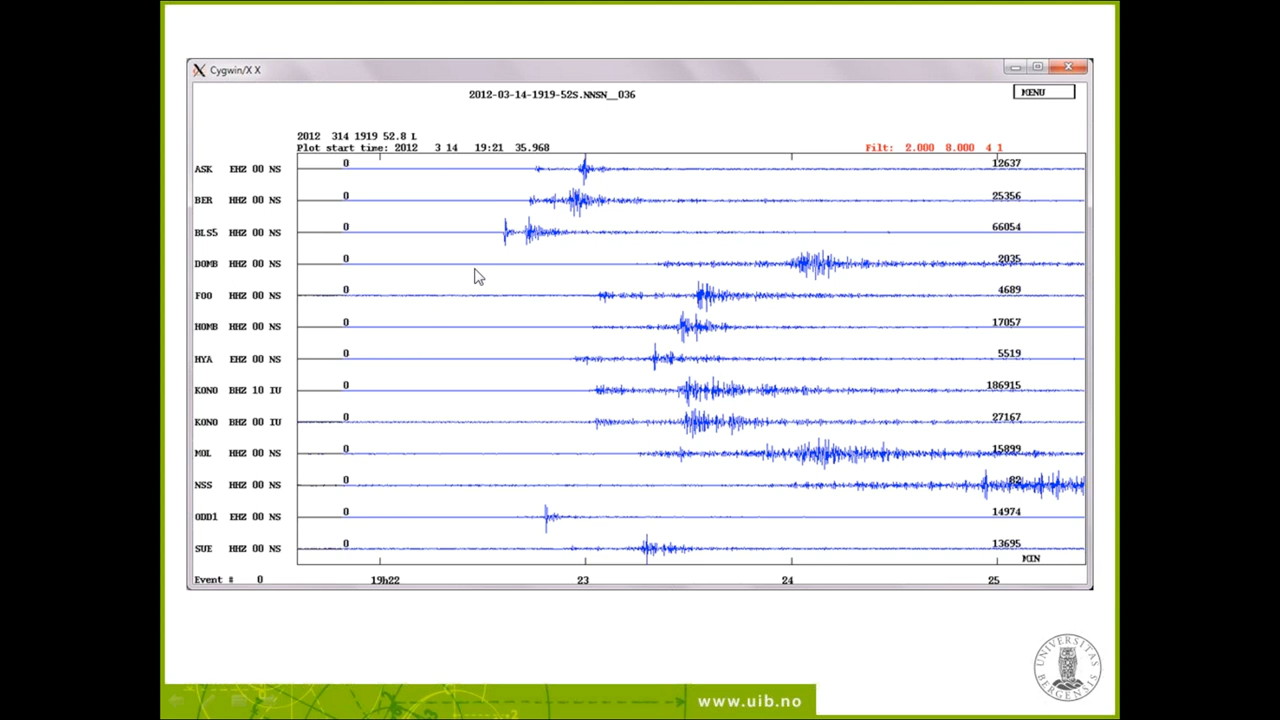 Cygwin/X X
2012-03-14-1919-52S.NNSN__036
MENU
2012 314 1919 52.8 L
Plot start time: 2012 3 14 19:21 35.968
Filt: 2.000 8.000 4 1
ASK EHZ 00 NS 0 12637
BER HHZ 00 NS 0 25356
BLS5 HHZ 00 NS 0 66054
DOMB HHZ 00 NS 0 2035
FOO HHZ 00 NS 0 4689
HOMB HHZ 00 NS 0 17057
HYA EHZ 00 NS 0 5519
KONO BHZ 10 IU 0 186915
KONO BHZ 00 IU 0 27167
MOL HHZ 00 NS 0 15899
NSS HHZ 00 NS 0 82
ODD1 EHZ 00 NS 0 14974
SUE HHZ 00 NS 0 13695
MIN
Event # 0 19h22 23 24 25
UNIVERSITAS BERGENSIS
www.uib.no